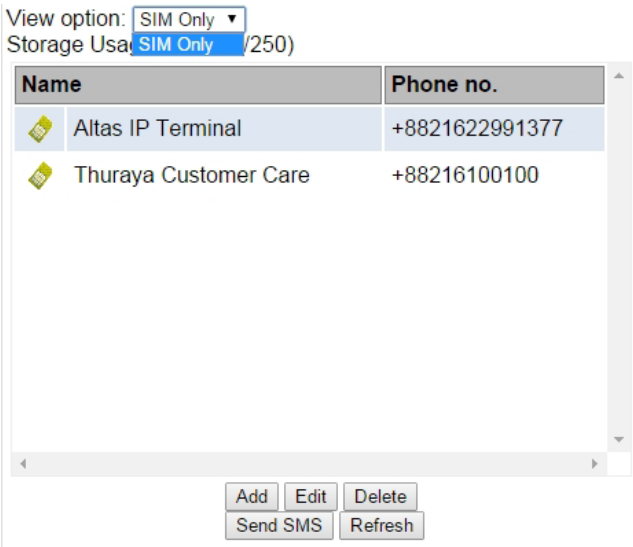 View option: SIM Only
Storage Usa SIM Only /250)
Name Phone no.
Altas IP Terminal +8821622991377
Thuraya Customer Care +88216100100
Add Edit Delete
Send SMS Refresh